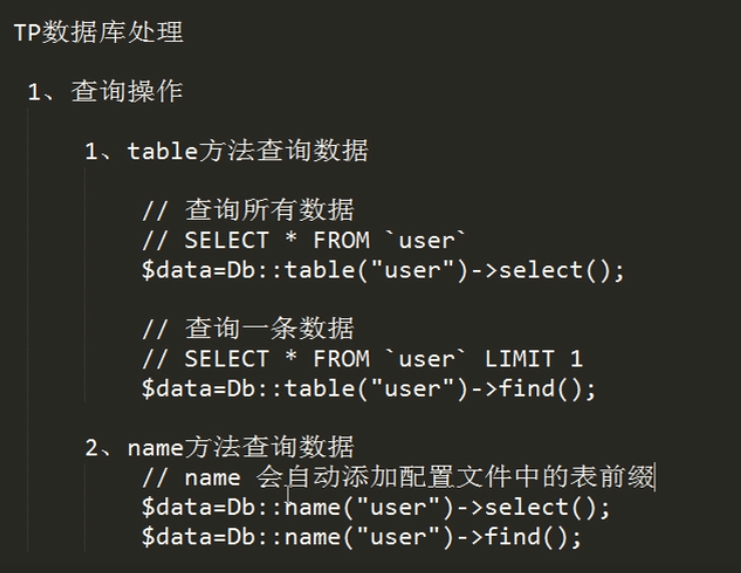 TP数据库处理
1、查询操作
1、table方法查询数据
// 查询所有数据
// SELECT * FROM `user`
$data=Db::table("user")->select();
// 查询一条数据
// SELECT * FROM `user` LIMIT 1
$data=Db::table("user")->find();
2、name方法查询数据
// name 会自动添加配置文件中的表前缀
$data=Db::name("user")->select();
$data=Db::name("user")->find();